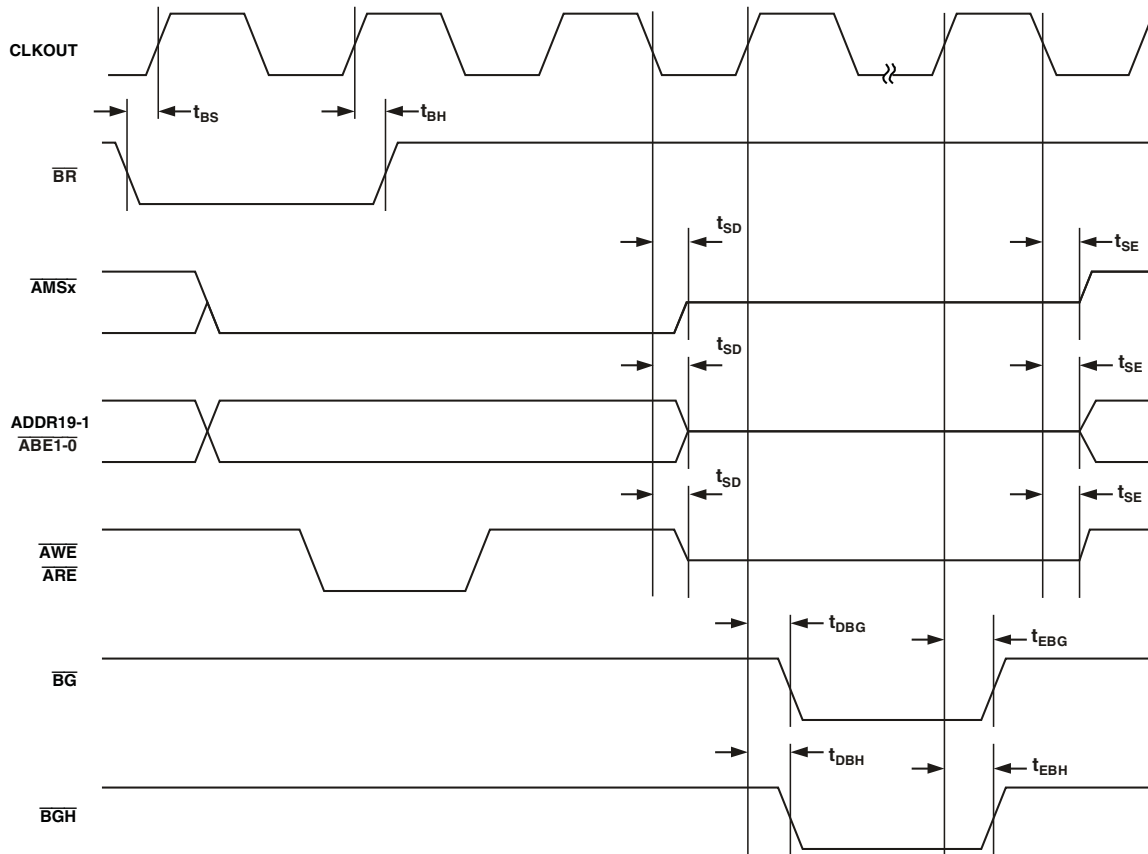 CLKOUT
tBS
tBH
BR
tSD
tSE
AMSx
tSD
tSE
ADDR19-1
ABE1-0
tSD
tSE
AWE
ARE
tDBG
tEBG
BG
tDBH
tEBH
BGH